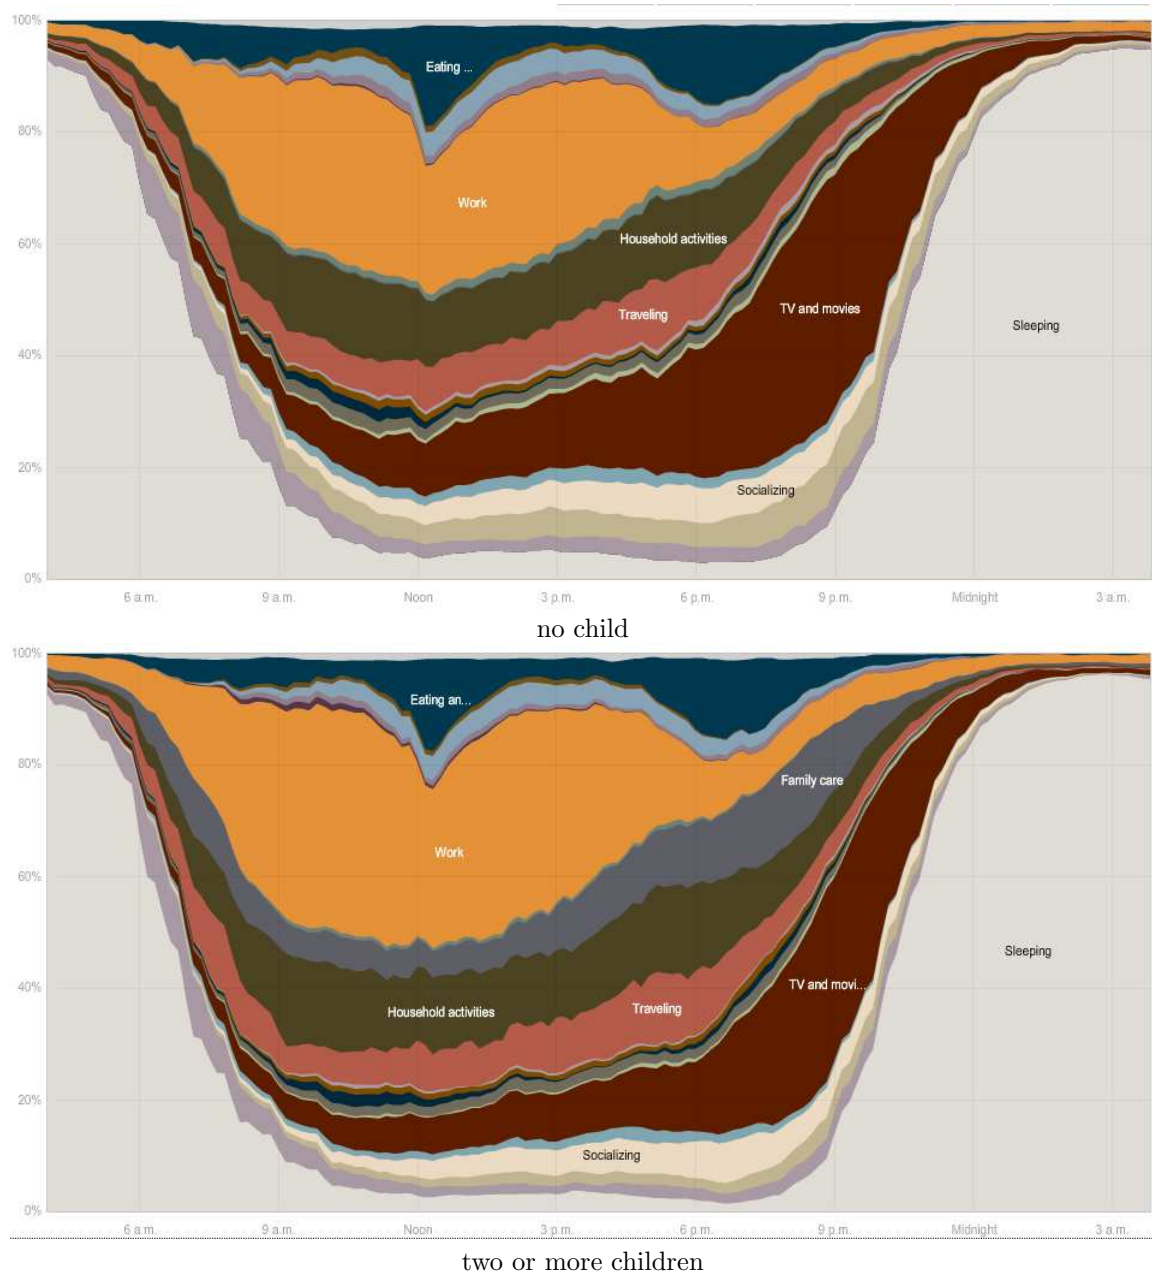 100%
Eating ...
80%
Work
60%
Household activities
Traveling
TV and movies
Sleeping
40%
20%
Socializing
0%
6 a.m. 9 a.m. Noon 3 p.m. 6 p.m. 9 p.m. Midnight 3 a.m.
no child
100%
Eating an...
80%
Family care
Work
60%
Sleeping
40%
TV and movi...
Household activities
Traveling
20%
Socializing
0%
6 a.m. 9 a.m. Noon 3 p.m. 6 p.m. 9 p.m. Midnight 3 a.m.
two or more children